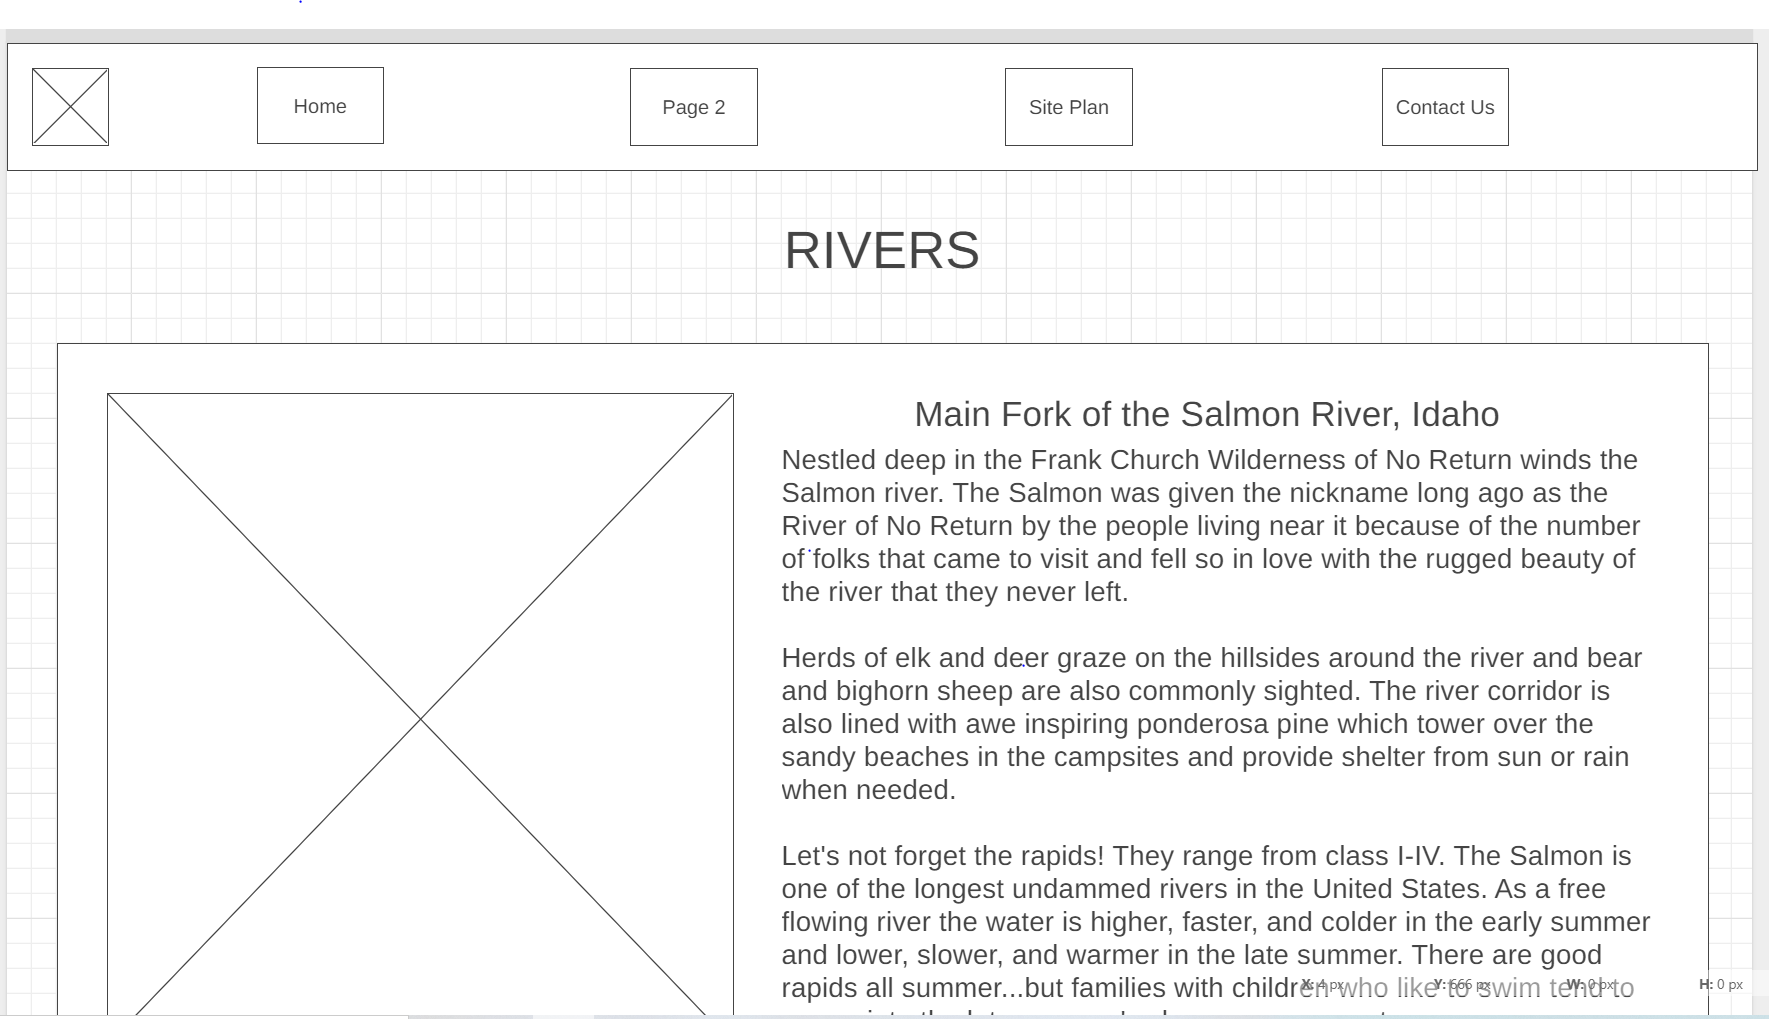 Home
Page 2
Site Plan
Contact Us
RIVERS
Main Fork of the Salmon River, Idaho
Nestled deep in the Frank Church Wilderness of No Return winds the
Salmon river. The Salmon was given the nickname long ago as the
River of No Return by the people living near it because of the number
of folks that came to visit and fell so in love with the rugged beauty of
the river that they never left.
Herds of elk and deer graze on the hillsides around the river and bear
and bighorn sheep are also commonly sighted. The river corridor is
also lined with awe inspiring ponderosa pine which tower over the
sandy beaches in the campsites and provide shelter from sun or rain
when needed.
Let's not forget the rapids! They range from class I-IV. The Salmon is
one of the longest undammed rivers in the United States. As a free
flowing river the water is higher, faster, and colder in the early summer
and lower, slower, and warmer in the late summer. There are good
rapids all summer...but families with children who like to swim tend to
X: 4 px Y: 666 px W: 0 px H: 0 px